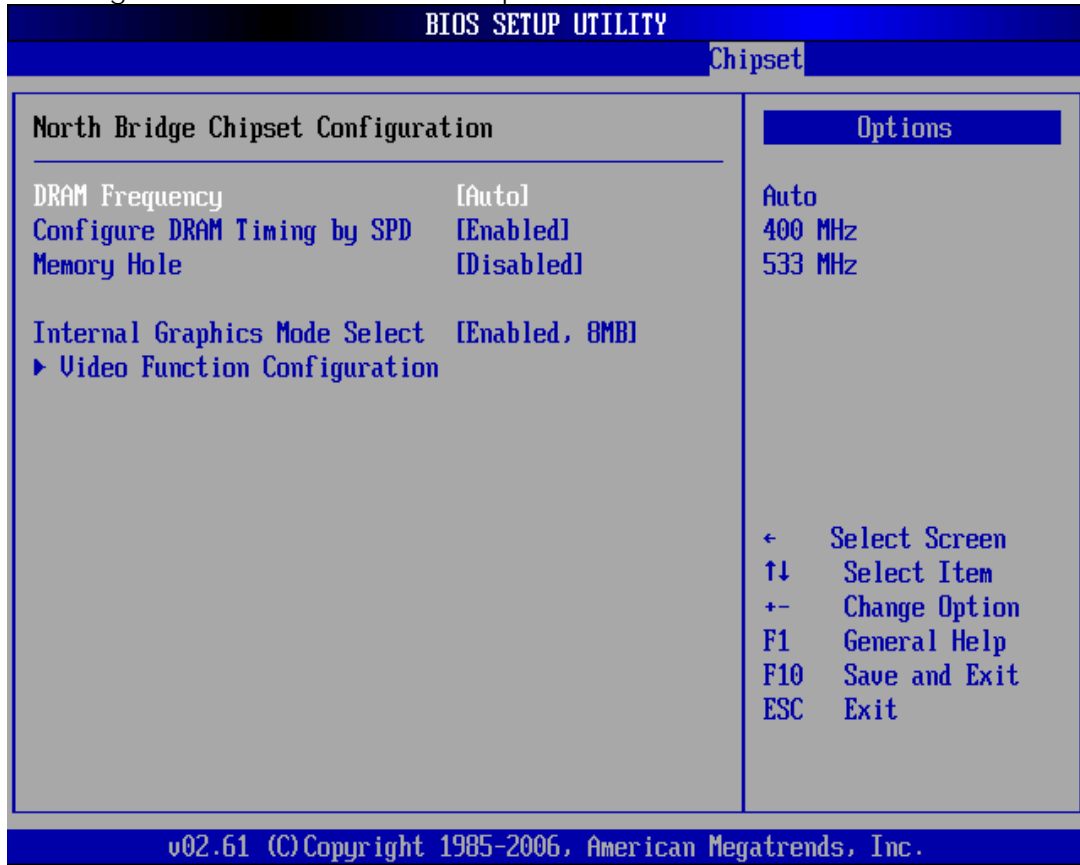 BIOS SETUP UTILITY
Chipset
North Bridge Chipset Configuration
DRAM Frequency [Auto]
Configure DRAM Timing by SPD [Enabled]
Memory Hole [Disabled]
Internal Graphics Mode Select [Enabled, 8MB]
▶ Video Function Configuration
Options
Auto
400 MHz
533 MHz
← Select Screen
↑↓ Select Item
+- Change Option
F1 General Help
F10 Save and Exit
ESC Exit
v02.61 (C)Copyright 1985-2006, American Megatrends, Inc.